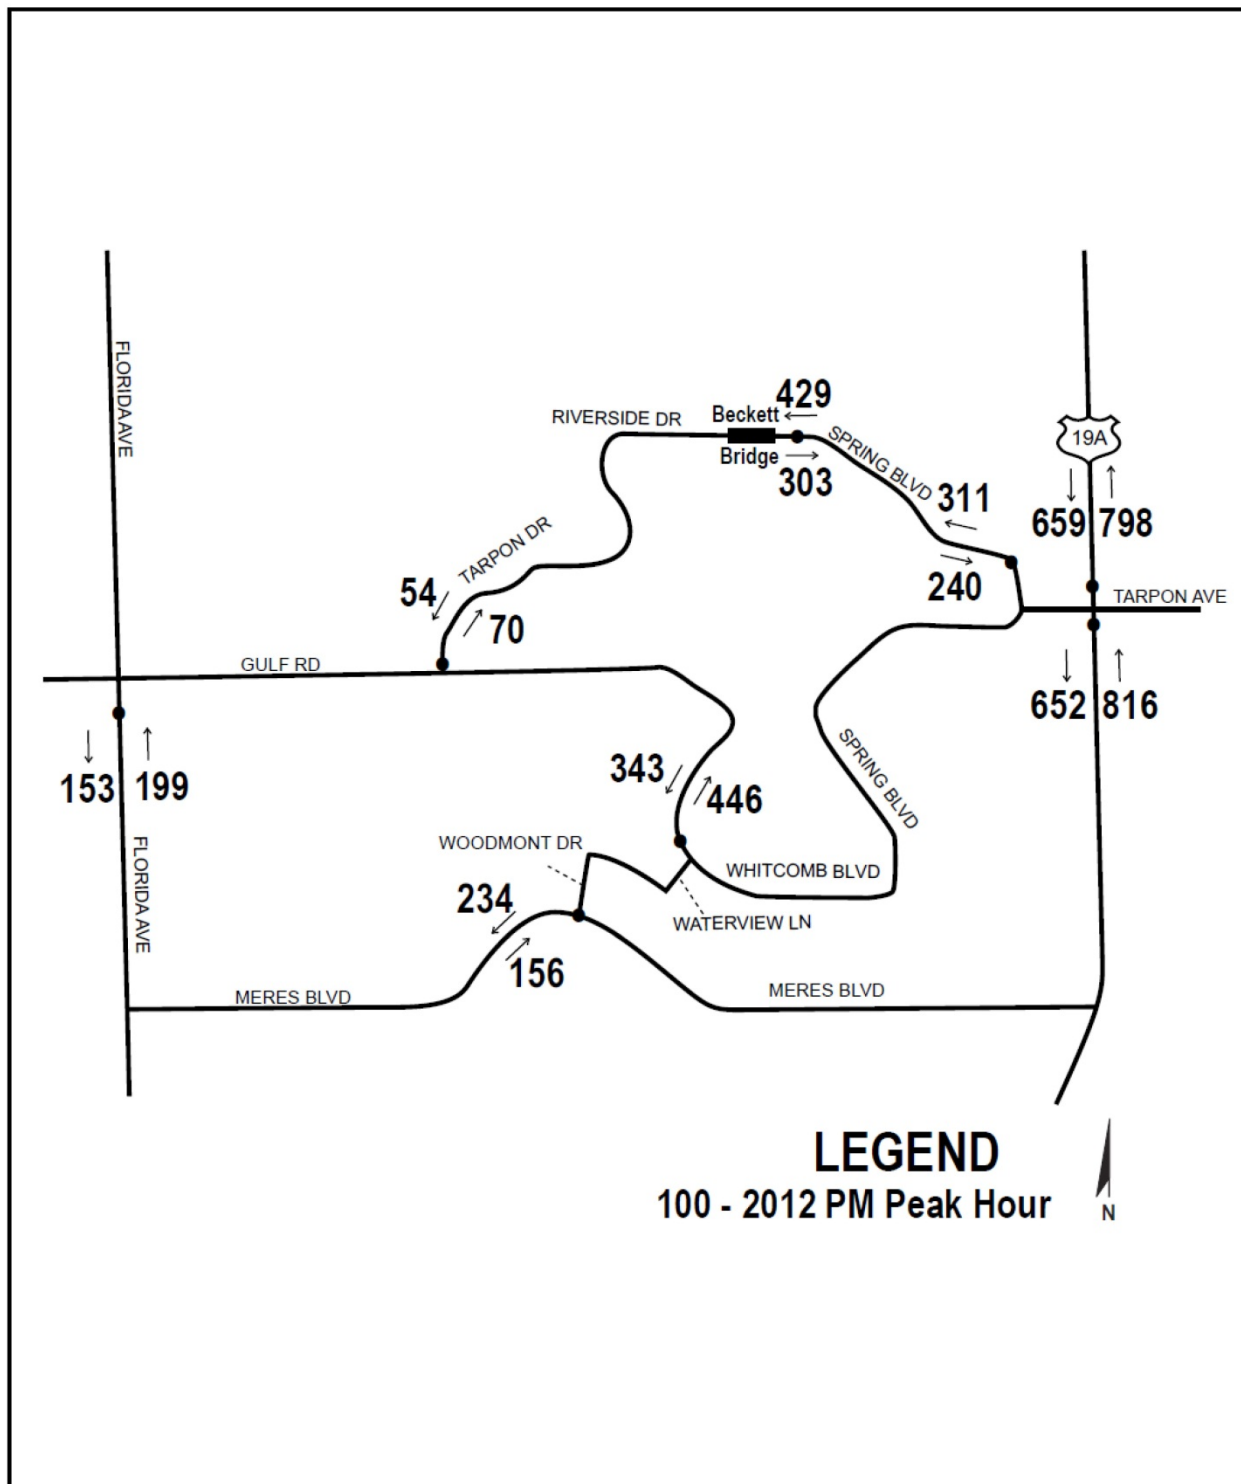 FLORIDA AVE
429
RIVERSIDE DR
Beckett
Bridge
303
SPRING BLVD
19A
311
659
798
TARPON DR
240
54
70
TARPON AVE
GULF RD
652
816
153
199
343
446
SPRING BLVD
FLORIDA AVE
WOODMONT DR
WHITCOMB BLVD
234
WATERVIEW LN
156
MERES BLVD
MERES BLVD
LEGEND
100 - 2012 PM Peak Hour
N